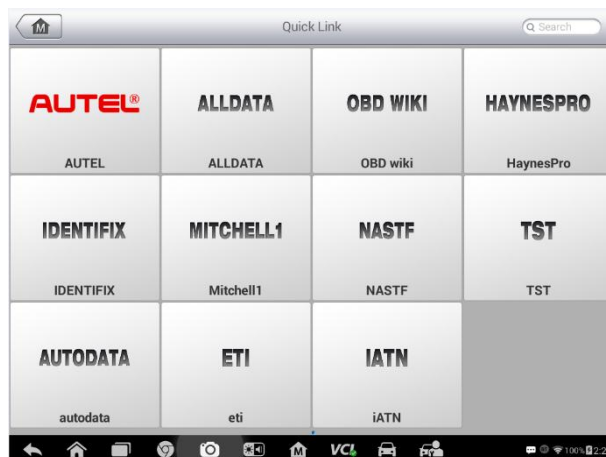 M
Quick Link
Search
AUTEL®
ALLDATA
OBD WIKI
HAYNESPRO
AUTEL
ALLDATA
OBD wiki
HaynesPro
IDENTIFIX
MITCHELL1
NASTF
TST
IDENTIFIX
Mitchell1
NASTF
TST
AUTODATA
ETI
IATN
autodata
eti
iATN
M
VCI
100%